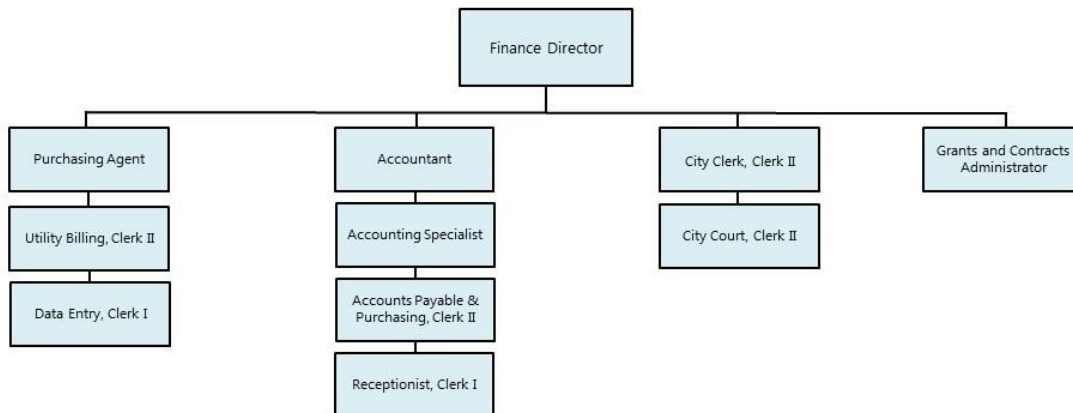 Finance Director
Purchasing Agent
Accountant
City Clerk, Clerk II
Grants and Contracts
Administrator
Utility Billing, Clerk II
Accounting Specialist
City Court, Clerk II
Data Entry, Clerk I
Accounts Payable &
Purchasing, Clerk II
Receptionist, Clerk I